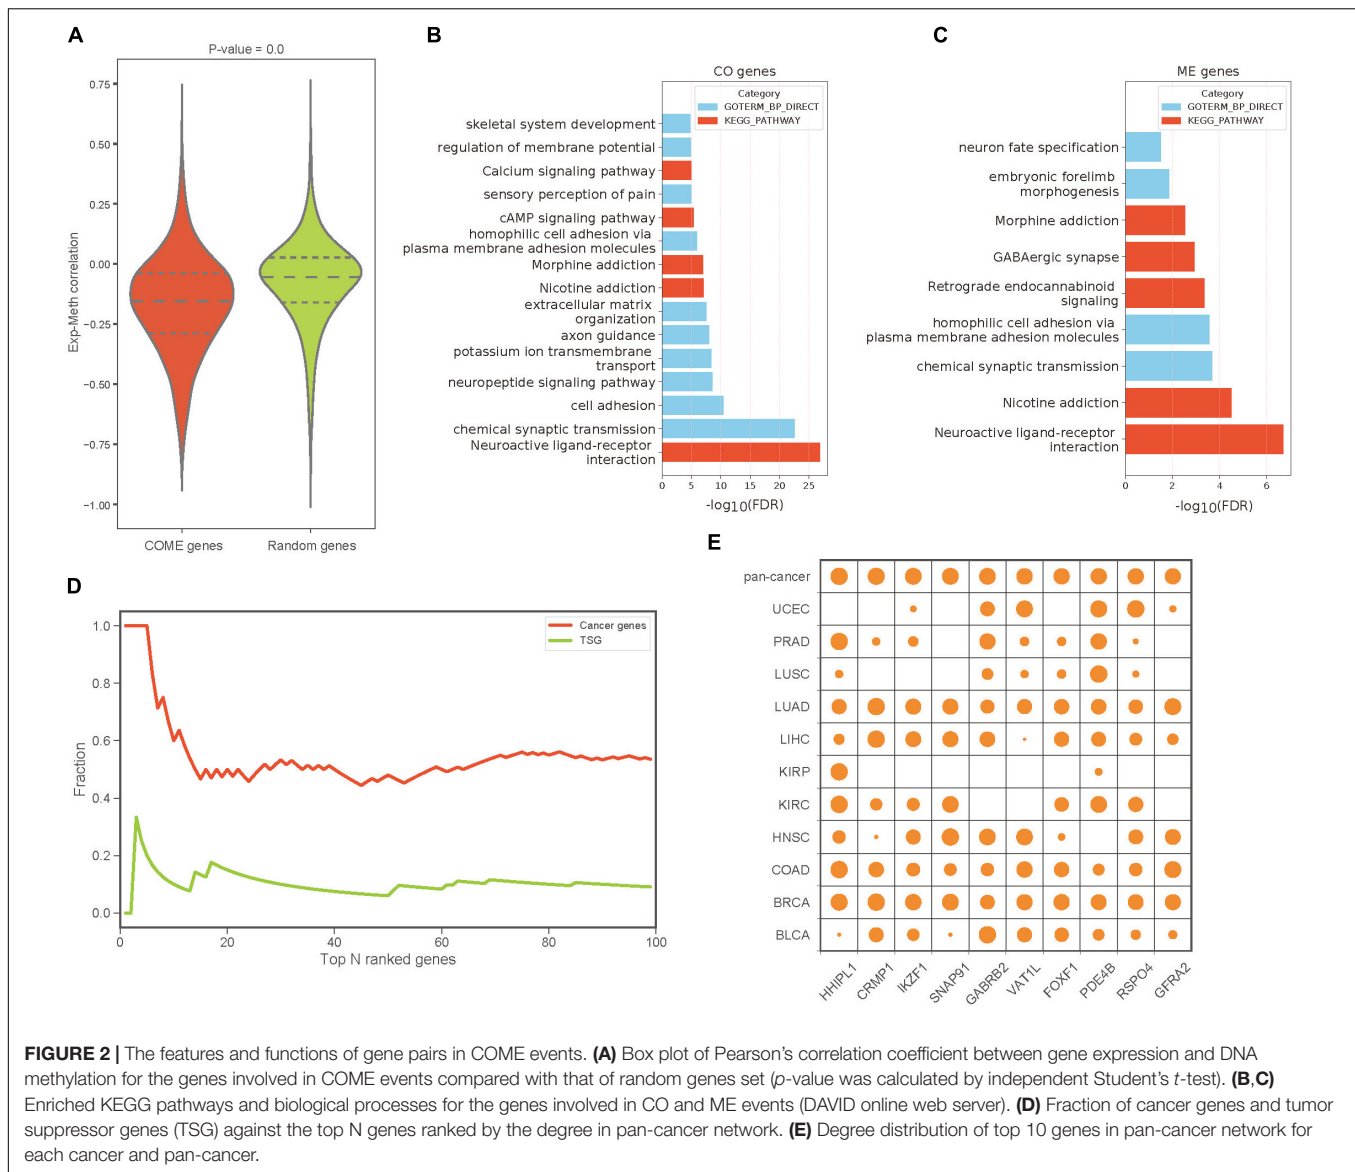 A
P-value = 0.0
0.75
0.50
0.25
0.00
−0.25
−0.50
−0.75
−1.00
Exp-Meth correlation
COME genes
Random genes
B
CO genes
Category
GOTERM_BP_DIRECT
KEGG_PATHWAY
skeletal system development
regulation of membrane potential
Calcium signaling pathway
sensory perception of pain
cAMP signaling pathway
homophilic cell adhesion via
plasma membrane adhesion molecules
Morphine addiction
Nicotine addiction
extracellular matrix
organization
axon guidance
potassium ion transmembrane
transport
neuropeptide signaling pathway
cell adhesion
chemical synaptic transmission
Neuroactive ligand-receptor
interaction
0 5 10 15 20 25
-log10(FDR)
C
ME genes
Category
GOTERM_BP_DIRECT
KEGG_PATHWAY
neuron fate specification
embryonic forelimb
morphogenesis
Morphine addiction
GABAergic synapse
Retrograde endocannabinoid
signaling
homophilic cell adhesion via
plasma membrane adhesion molecules
chemical synaptic transmission
Nicotine addiction
Neuroactive ligand-receptor
interaction
0 2 4 6
-log10(FDR)
D
Cancer genes
TSG
1.0
0.8
0.6
0.4
0.2
0.0
Fraction
0 20 40 60 80 100
Top N ranked genes
E
pan-cancer
UCEC
PRAD
LUSC
LUAD
LIHC
KIRP
KIRC
HNSC
COAD
BRCA
BLCA
HHIPL1
CRMP1
IKZF1
SNAP91
GABRB2
VAT1L
FOXF1
PDE4B
RSPO4
GFRA2
FIGURE 2 | The features and functions of gene pairs in COME events. (A) Box plot of Pearson's correlation coefficient between gene expression and DNA
methylation for the genes involved in COME events compared with that of random genes set (p-value was calculated by independent Student's t-test). (B,C)
Enriched KEGG pathways and biological processes for the genes involved in CO and ME events (DAVID online web server). (D) Fraction of cancer genes and tumor
suppressor genes (TSG) against the top N genes ranked by the degree in pan-cancer network. (E) Degree distribution of top 10 genes in pan-cancer network for
each cancer and pan-cancer.